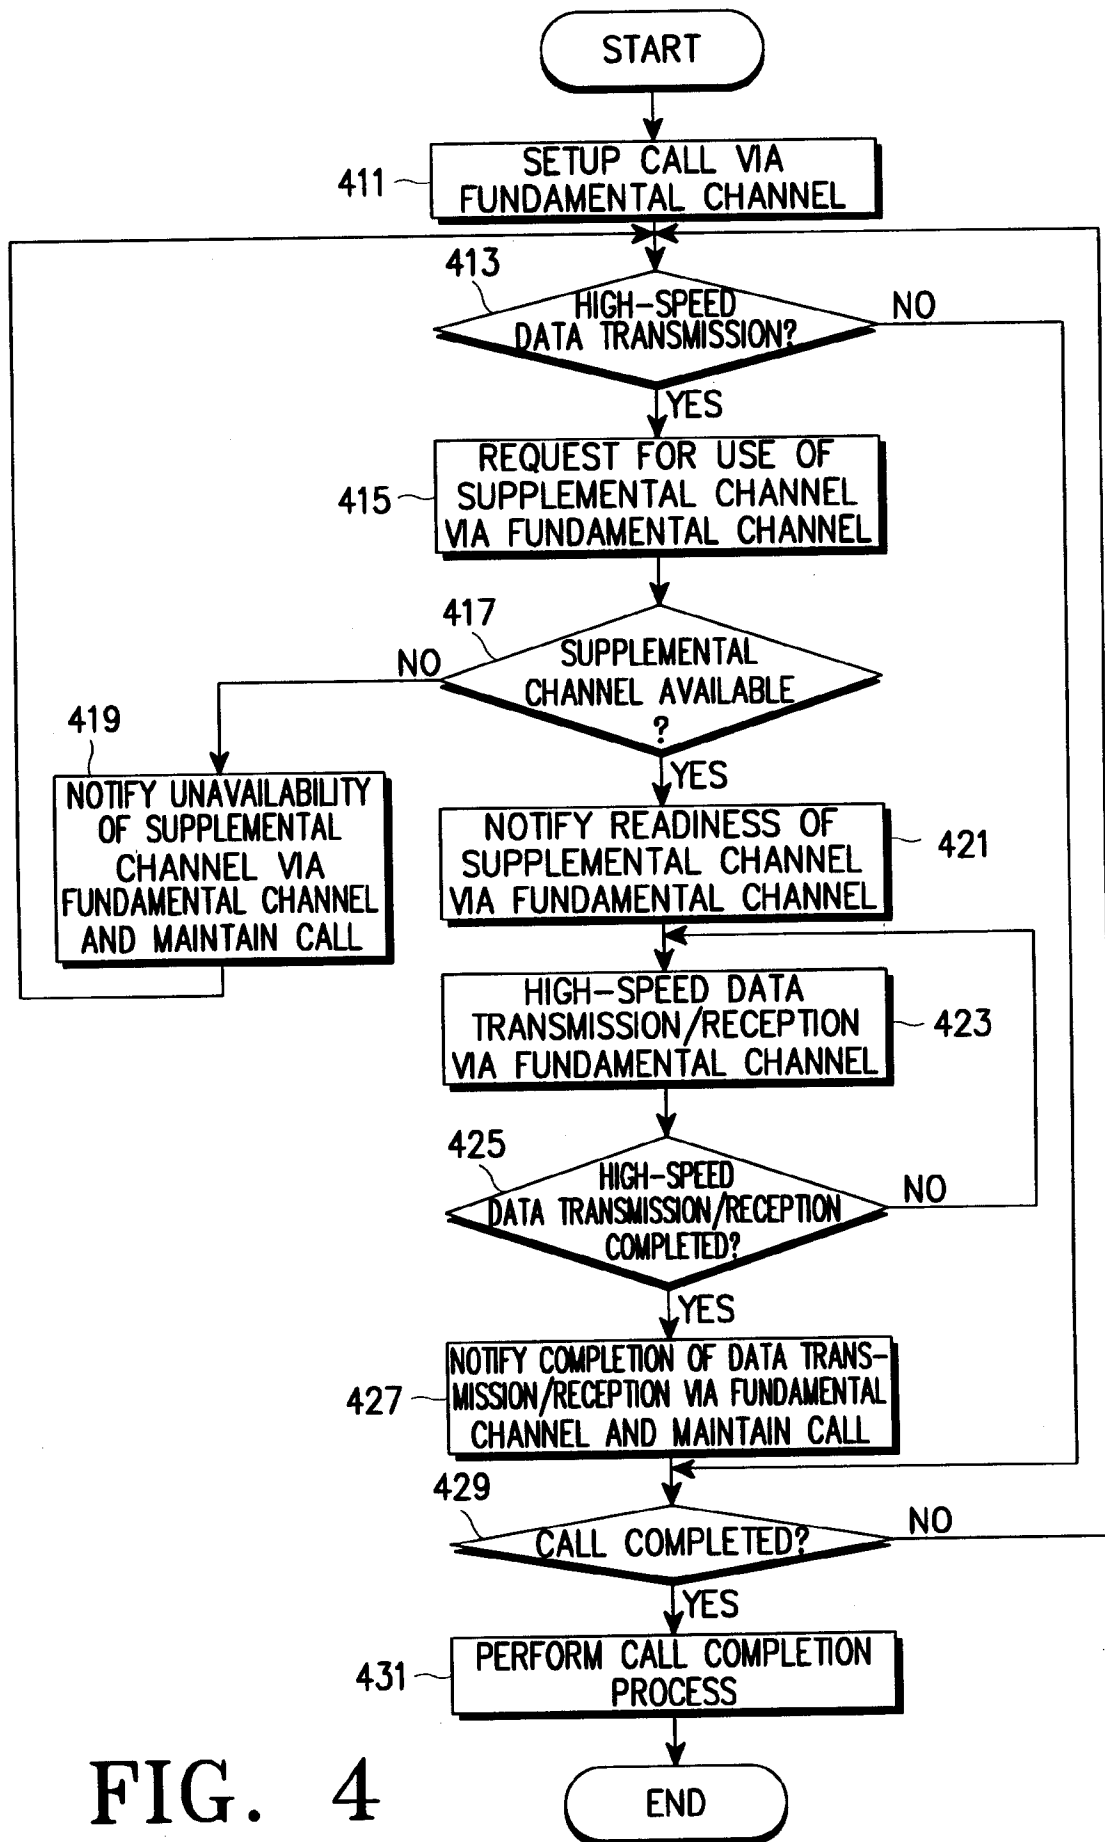 START
411
SETUP CALL VIA
FUNDAMENTAL CHANNEL
413
HIGH-SPEED
DATA TRANSMISSION?
NO
YES
415
REQUEST FOR USE OF
SUPPLEMENTAL CHANNEL
VIA FUNDAMENTAL CHANNEL
417
SUPPLEMENTAL
CHANNEL AVAILABLE
?
NO
YES
419
NOTIFY UNAVAILABILITY
OF SUPPLEMENTAL
CHANNEL VIA
FUNDAMENTAL CHANNEL
AND MAINTAIN CALL
NOTIFY READINESS OF
SUPPLEMENTAL CHANNEL
VIA FUNDAMENTAL CHANNEL
421
HIGH-SPEED DATA
TRANSMISSION/RECEPTION
VIA FUNDAMENTAL CHANNEL
423
425
HIGH-SPEED
DATA TRANSMISSION/RECEPTION
COMPLETED?
NO
YES
427
NOTIFY COMPLETION OF DATA TRANS-
MISSION/RECEPTION VIA FUNDAMENTAL
CHANNEL AND MAINTAIN CALL
429
CALL COMPLETED?
NO
YES
431
PERFORM CALL COMPLETION
PROCESS
END
FIG. 4